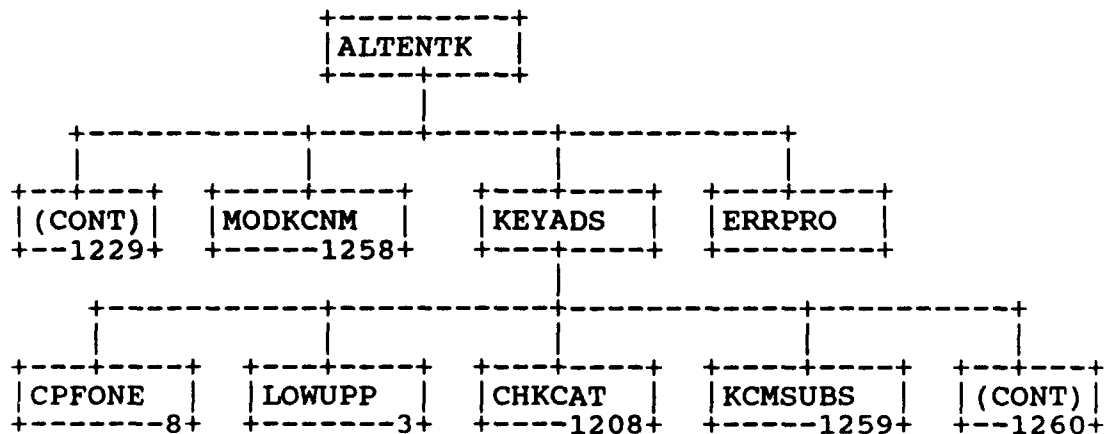 ALTENTK
(CONT) MODKCNM KEYADS ERRPRO
1229 1258
CPFONE LOWUPP CHKCAT KCMSUBS (CONT)
8 3 1208 1259 1260